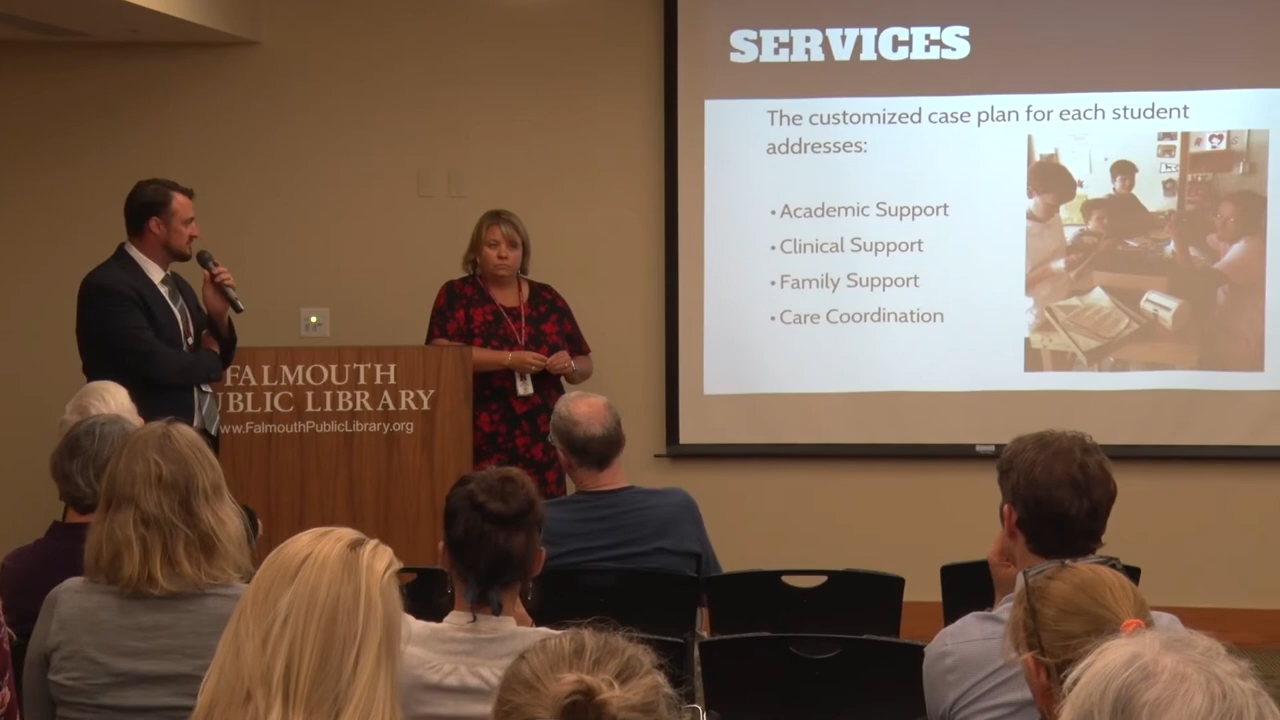 SERVICES
The customized case plan for each student
addresses:
• Academic Support
• Clinical Support
• Family Support
• Care Coordination
FALMOUTH
UBLIC LIBRARY
www.FalmouthPublicLibrary.org